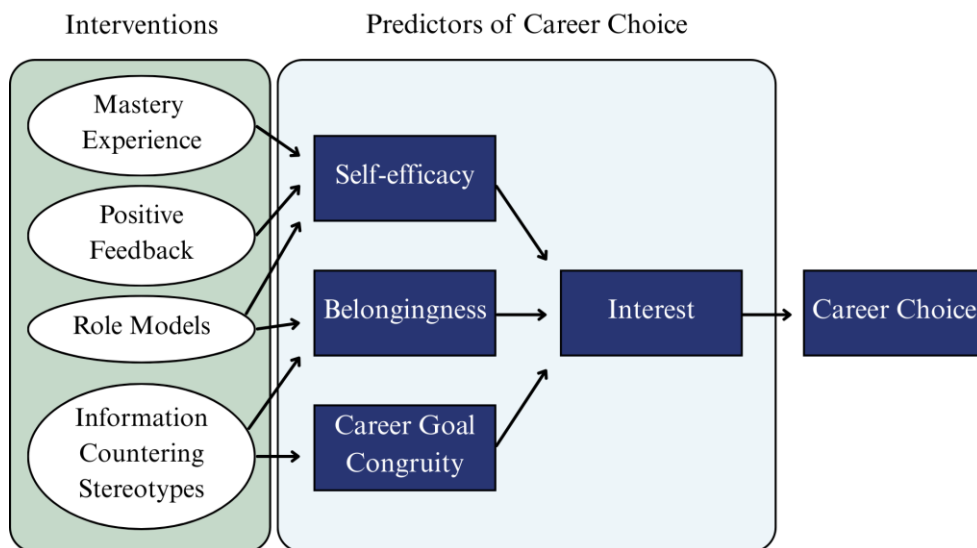 Interventions
Predictors of Career Choice
Mastery
Experience
Positive
Feedback
Role Models
Information
Countering
Stereotypes
Self-efficacy
Belongingness
Career Goal
Congruity
Interest
Career Choice